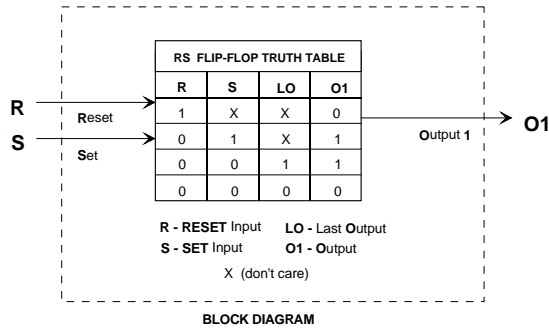 RS FLIP-FLOP TRUTH TABLE
R S LO O1
1 X X 0
0 1 X 1
0 0 1 1
0 0 0 0
R
Reset
S
Set
Output 1
O1
R - RESET Input LO - Last Output
S - SET Input O1 - Output
X (don't care)
BLOCK DIAGRAM